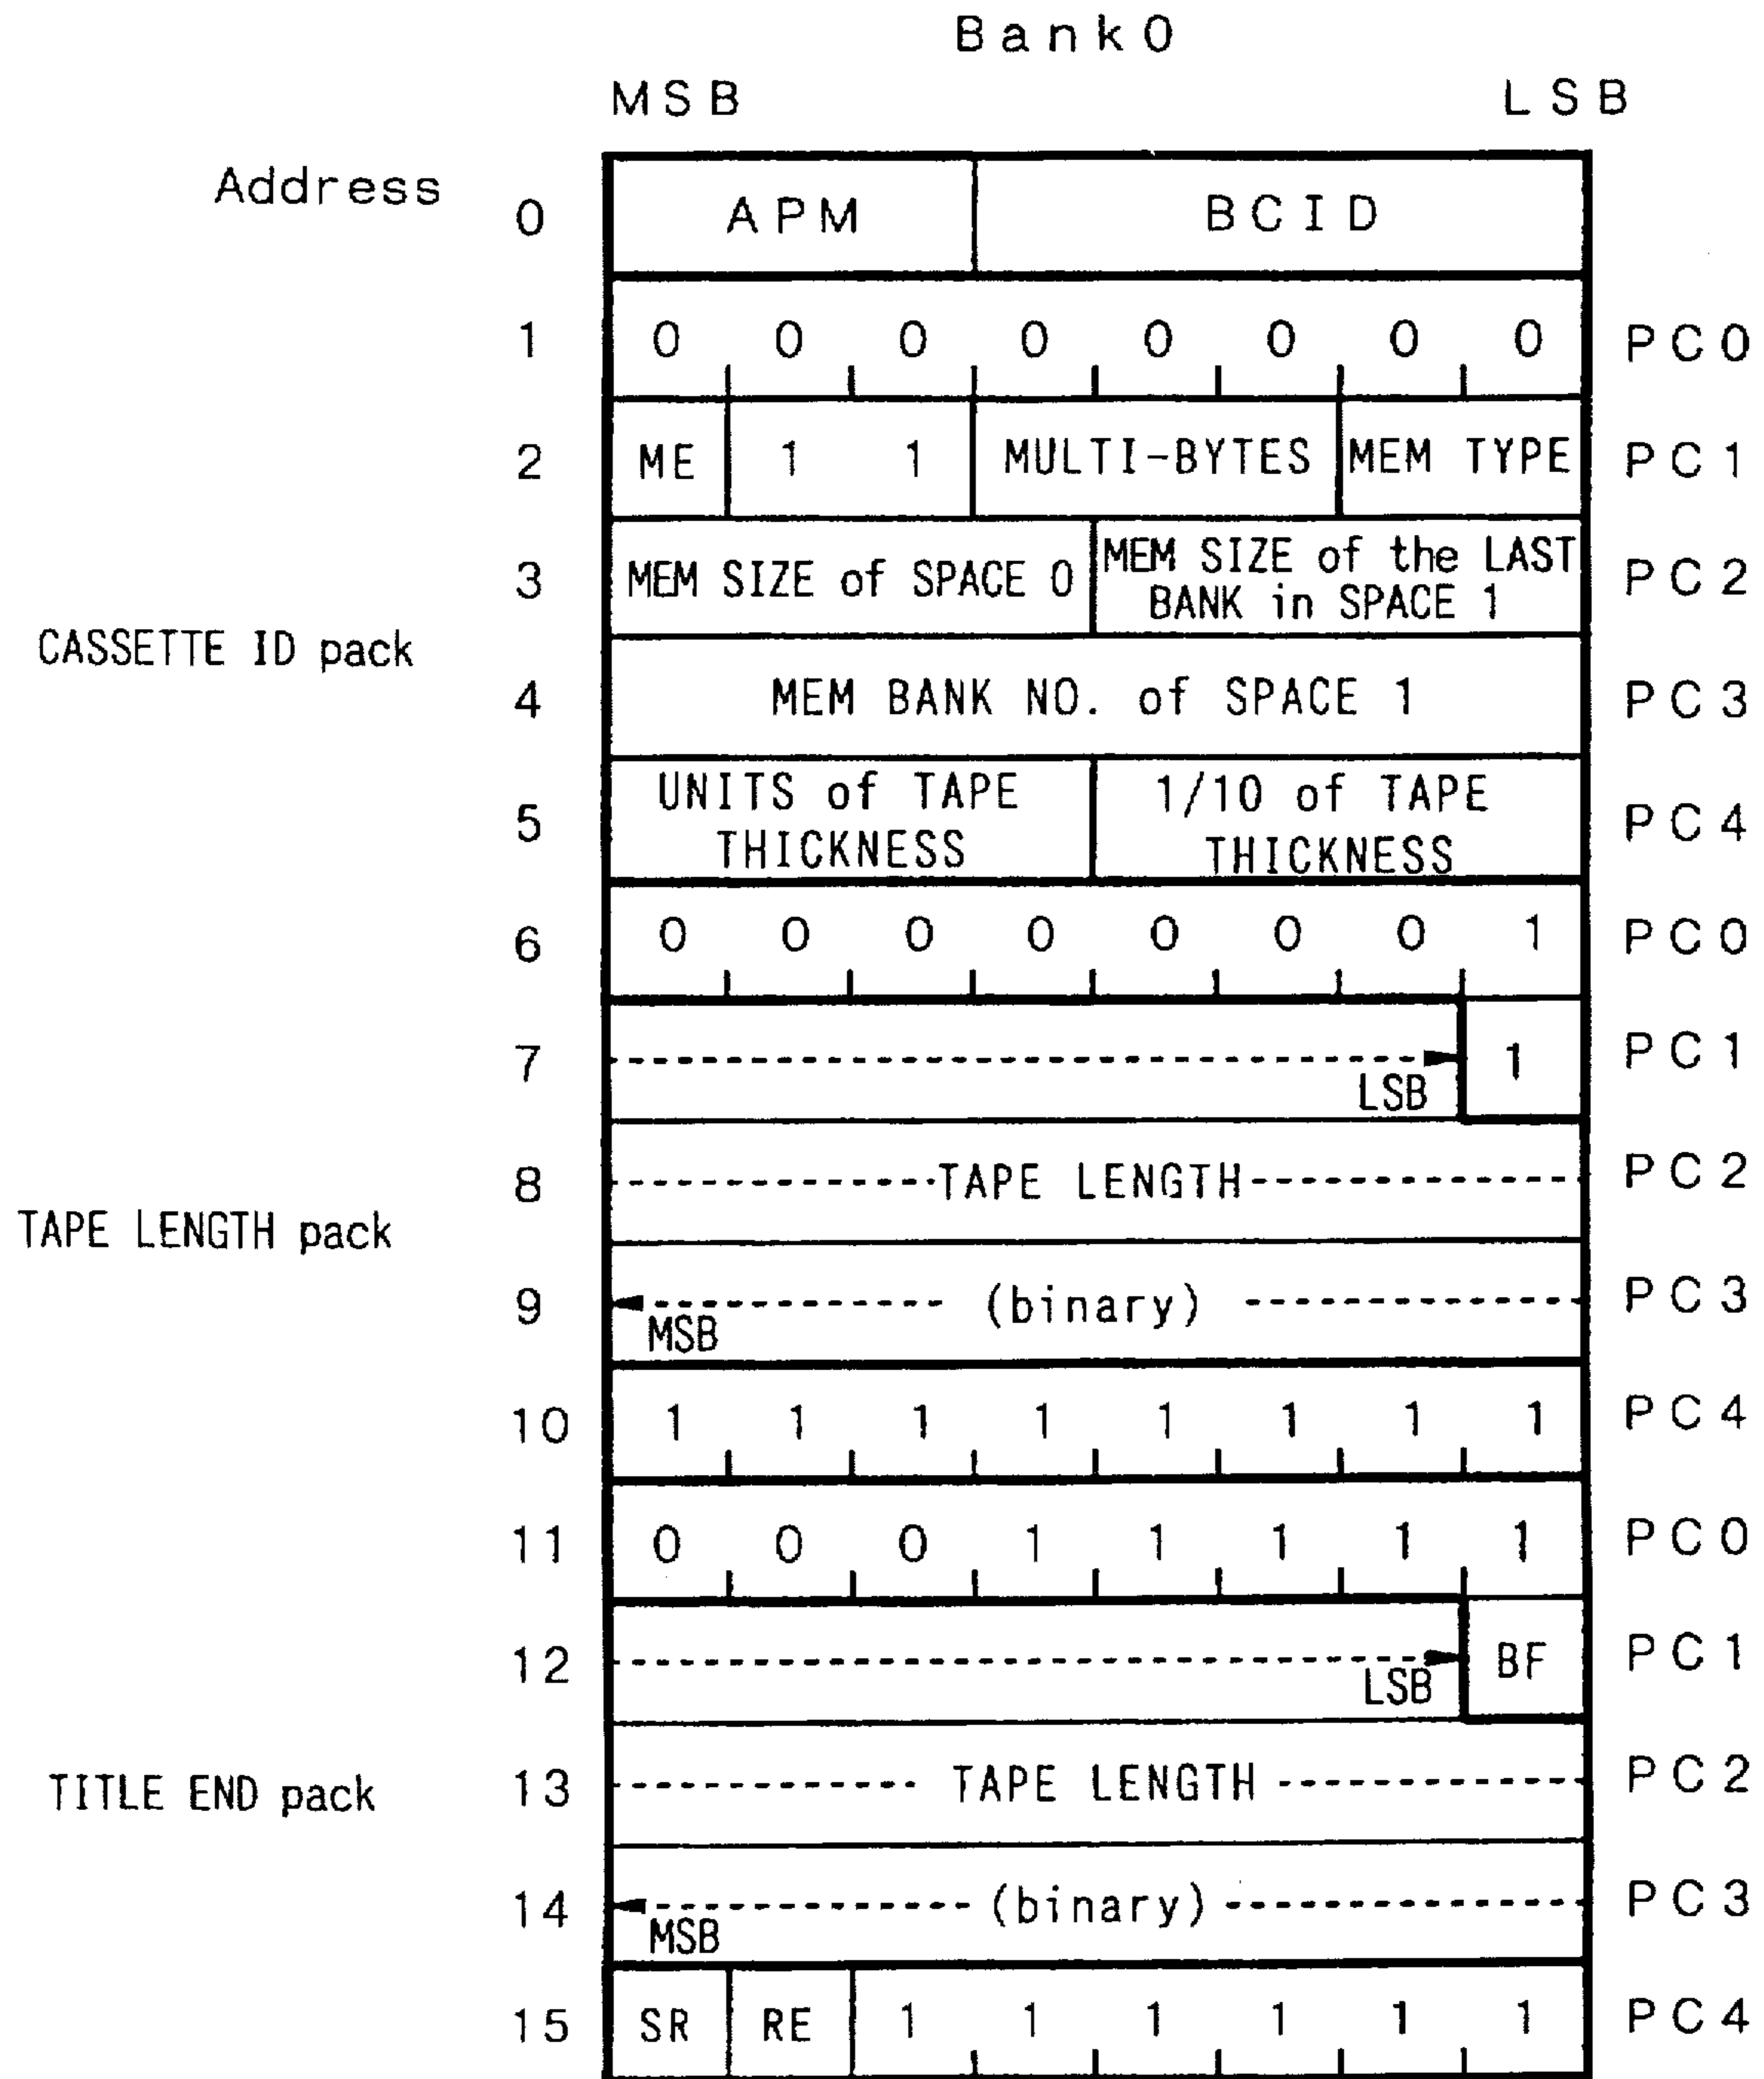 Bank0
MSB LSB
Address
0 APM BCID
1 0 0 0 0 0 0 0 0 PC0
2 ME 1 1 MULTI-BYTES MEM TYPE PC1
3 MEM SIZE of SPACE 0 MEM SIZE of the LAST
BANK in SPACE 1 PC2
CASSETTE ID pack
4 MEM BANK NO. of SPACE 1 PC3
5 UNITS of TAPE
THICKNESS
1/10 of TAPE
THICKNESS PC4
6 0 0 0 0 0 0 0 1 PC0
7 LSB 1 PC1
8 TAPE LENGTH PC2
TAPE LENGTH pack
9 MSB (binary) PC3
10 1 1 1 1 1 1 1 1 PC4
11 0 0 0 1 1 1 1 1 PC0
12 LSB BF PC1
TITLE END pack
13 TAPE LENGTH PC2
14 MSB (binary) PC3
15 SR RE 1 1 1 1 1 1 PC4